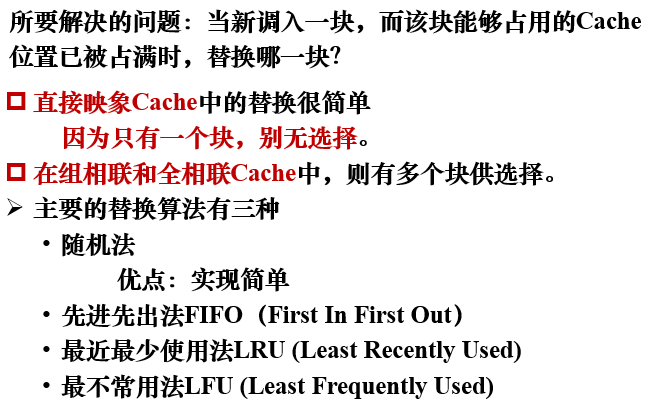 所要解决的问题：当新调入一块，而该块能够占用的Cache
位置已被占满时，替换哪一块？
直接映象Cache中的替换很简单
因为只有一个块，别无选择。
在组相联和全相联Cache中，则有多个块供选择。
➢ 主要的替换算法有三种
• 随机法
优点：实现简单
• 先进先出法FIFO（First In First Out）
• 最近最少使用法LRU (Least Recently Used)
• 最不常用法LFU (Least Frequently Used)